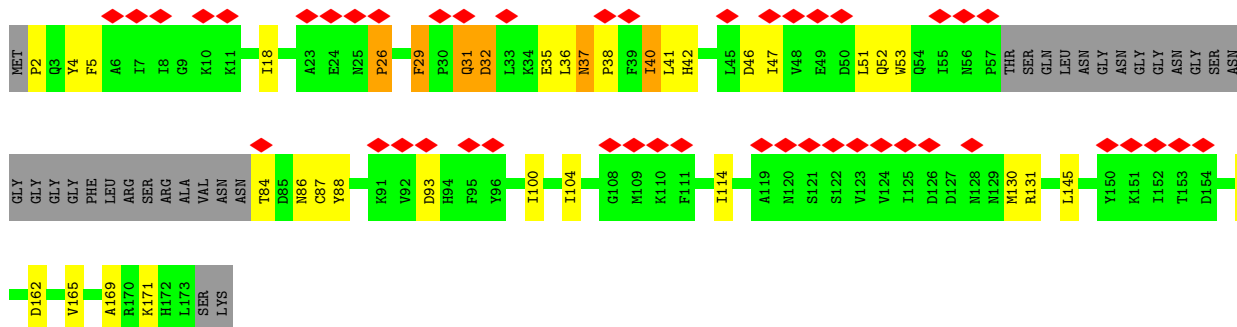 MET P2 Q3 Y4 F5 A6 I7 I8 G9 K10 K11 I18 A23 E24 N25 P26 F29 P30 Q31 D32 L33 K34 E35 L36 N37 P38 F39 I40 L41 H42 L45 D46 I47 V48 E49 D50 L51 Q52 W53 Q54 I55 N56 P57 THR SER GLN LEU ASN GLY ASN GLY GLY ASN GLY SER ASN
GLY GLY GLY GLY PHE LEU ARG SER ARG ALA VAL ASN ASN T84 D85 N86 C87 Y88 K91 V92 D93 H94 F95 Y96 I100 I104 G108 M109 K110 F111 I114 A119 N120 S121 S122 V123 V124 I125 D126 D127 N128 N129 M130 R131 L145 Y150 K151 I152 T153 D154
D162 V165 A169 R170 K171 H172 L173 SER LYS